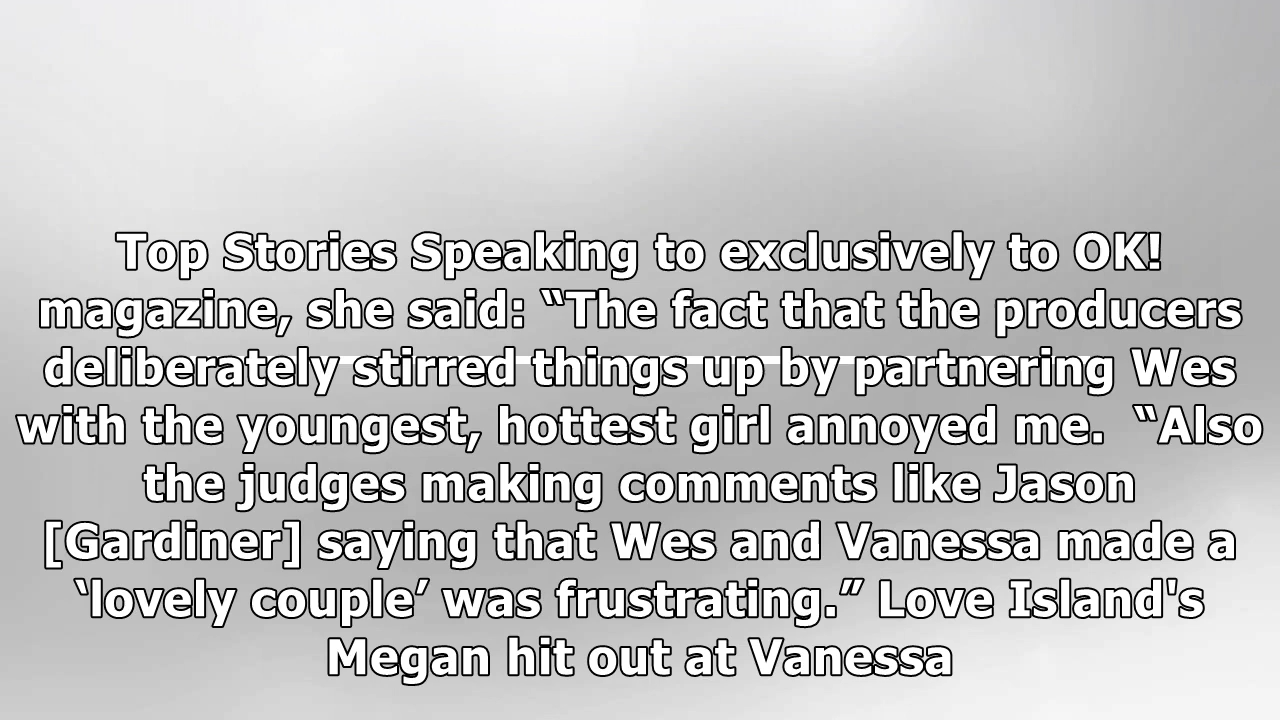 Top Stories Speaking to exclusively to OK!
magazine, she said: “The fact that the producers
deliberately stirred things up by partnering Wes
with the youngest, hottest girl annoyed me.  “Also
the judges making comments like Jason
[Gardiner] saying that Wes and Vanessa made a
‘lovely couple’ was frustrating.” Love Island's
Megan hit out at Vanessa